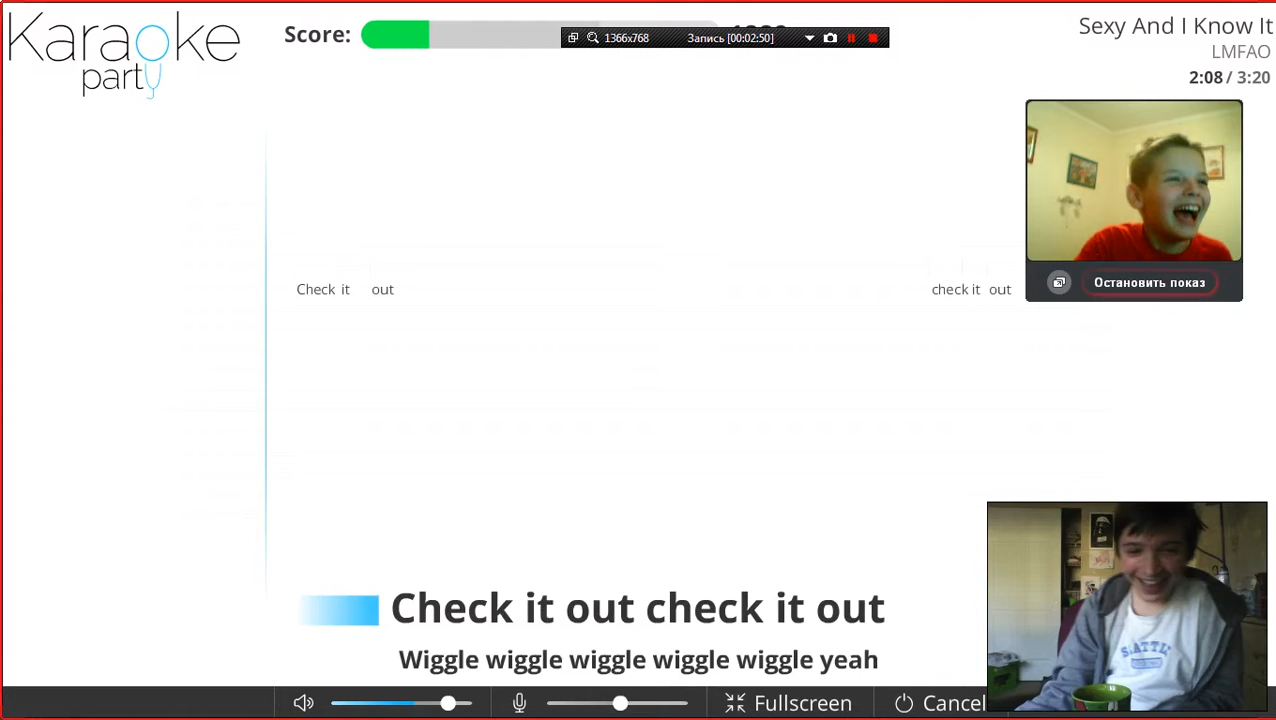 Karaoke
party
Score:
1366x768
Запись [00:02:50]
Sexy And I Know It
LMFAO
2:08 / 3:20
Check it out
check it out
Остановить показ
Check it out check it out
Wiggle wiggle wiggle wiggle wiggle yeah
SEATTLE
Fullscreen
Cancel